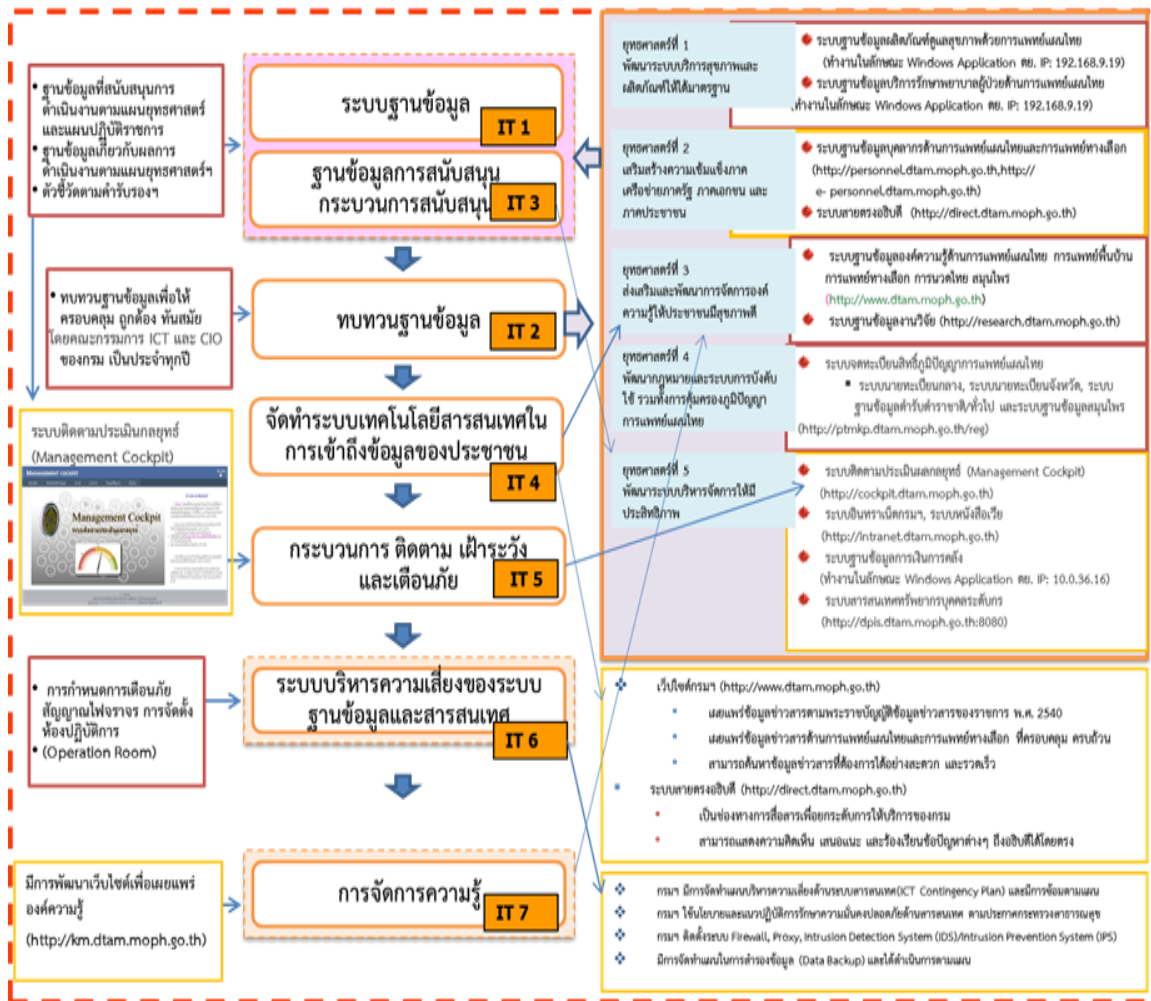 • ฐานข้อมูลที่สนับสนุนการ
ดำเนินงานตามแผนยุทธศาสตร์
และแผนปฏิบัติราชการ
• ฐานข้อมูลเกี่ยวกับผลการ
ดำเนินงานตามแผนยุทธศาสตร์ฯ
• ตัวชี้วัดตามคำรับรองฯ
ระบบฐานข้อมูล
IT 1
ฐานข้อมูลการสนับสนุน
กระบวนการสนับสนุน
IT 3
• ทบทวนฐานข้อมูลเพื่อให้
ครอบคลุม ถูกต้อง ทันสมัย
โดยคณะกรรมการ ICT และ CIO
ของกรม เป็นประจำทุกปี
ทบทวนฐานข้อมูล
IT 2
จัดทำระบบเทคโนโลยีสารสนเทศใน
การเข้าถึงข้อมูลของประชาชน
IT 4
ระบบติดตามประเมินกลยุทธ์
(Management Cockpit)
MANAGEMENT COCKPIT
Management Cockpit
กระบวนการ ติดตาม เฝ้าระวัง
และเตือนภัย
IT 5
• การกำหนดการเตือนภัย
สัญญาณไฟจราจร การจัดตั้ง
ห้องปฏิบัติการ
• (Operation Room)
ระบบบริหารความเสี่ยงของระบบ
ฐานข้อมูลและสารสนเทศ
IT 6
มีการพัฒนาเว็บไซต์เพื่อเผยแพร่
องค์ความรู้
(http://km.dtam.moph.go.th)
การจัดการความรู้
IT 7
ยุทธศาสตร์ที่ 1
พัฒนาระบบบริการสุขภาพและ
ผลิตภัณฑ์ให้ได้มาตรฐาน
ระบบฐานข้อมูลผลิตภัณฑ์ดูแลสุขภาพด้วยการแพทย์แผนไทย
(ทำงานในลักษณะ Windows Application ตย. IP: 192.168.9.19)
ระบบฐานข้อมูลบริการรักษาพยาบาลผู้ป่วยด้านการแพทย์แผนไทย
(ทำงานในลักษณะ Windows Application ตย. IP: 192.168.9.19)
ยุทธศาสตร์ที่ 2
เสริมสร้างความเข้มแข็งภาค
เครือข่ายภาครัฐ ภาคเอกชน และ
ภาคประชาชน
ระบบฐานข้อมูลบุคลากรด้านการแพทย์แผนไทยและการแพทย์ทางเลือก
(http://personnel.dtam.moph.go.th,http://
e- personnel.dtam.moph.go.th)
ระบบสายตรงอธิบดี (http://direct.dtam.moph.go.th)
ยุทธศาสตร์ที่ 3
ส่งเสริมและพัฒนาการจัดการองค์
ความรู้ให้ประชาชนมีสุขภาพดี
ระบบฐานข้อมูลองค์ความรู้ด้านการแพทย์แผนไทย การแพทย์พื้นบ้าน
การแพทย์ทางเลือก การนวดไทย สมุนไพร
(http://www.dtam.moph.go.th)
ระบบฐานข้อมูลงานวิจัย (http://research.dtam.moph.go.th)
ยุทธศาสตร์ที่ 4
พัฒนากฎหมายและระบบการบังคับ
ใช้ รวมทั้งการคุ้มครองภูมิปัญญา
การแพทย์แผนไทย
ระบบจดทะเบียนสิทธิ์ภูมิปัญญาการแพทย์แผนไทย
▪ ระบบนายทะเบียนกลาง, ระบบนายทะเบียนจังหวัด, ระบบ
ฐานข้อมูลตำรับตำราชาติ/ทั่วไป และระบบฐานข้อมูลสมุนไพร
(http://ptmkp.dtam.moph.go.th/reg)
ยุทธศาสตร์ที่ 5
พัฒนาระบบบริหารจัดการให้มี
ประสิทธิภาพ
ระบบติดตามประเมินผลกลยุทธ์ (Management Cockpit)
(http://cockpit.dtam.moph.go.th)
ระบบอินทราเน็ตกรมฯ, ระบบหนังสือเวีย
(http://intranet.dtam.moph.go.th)
ระบบฐานข้อมูลการเงินการคลัง
(ทำงานในลักษณะ Windows Application ตย. IP: 10.0.36.16)
ระบบสารสนเทศทรัพยากรบุคคลระดับกร
(http://dpis.dtam.moph.go.th:8080)
❖ เว็บไซต์กรมฯ (http://www.dtam.moph.go.th)
• เผยแพร่ข้อมูลข่าวสารตามพระราชบัญญัติข้อมูลข่าวสารของราชการ พ.ศ. 2540
• เผยแพร่ข้อมูลข่าวสารด้านการแพทย์แผนไทยและการแพทย์ทางเลือก ที่ครอบคลุม ครบถ้วน
• สามารถค้นหาข้อมูลข่าวสารที่ต้องการได้อย่างสะดวก และรวดเร็ว
▪ ระบบสายตรงอธิบดี (http://direct.dtam.moph.go.th)
• เป็นช่องทางการสื่อสารเพื่อยกระดับการให้บริการของกรม
• สามารถแสดงความคิดเห็น เสนอแนะ และร้องเรียนข้อปัญหาต่างๆ ถึงอธิบดีได้โดยตรง
❖ กรมฯ มีการจัดทำแผนบริหารความเสี่ยงด้านระบบสารสนเทศ(ICT Contingency Plan) และมีการซ้อมตามแผน
❖ กรมฯ ใช้นโยบายและแนวปฏิบัติการรักษาความมั่นคงปลอดภัยด้านสารสนเทศ ตามประกาศกระทรวงสาธารณสุข
❖ กรมฯ ติดตั้งระบบ Firewall, Proxy, Intrusion Detection System (IDS)/Intrusion Prevention System (IPS)
❖ มีการจัดทำแผนในการสำรองข้อมูล (Data Backup) และได้ดำเนินการตามแผน